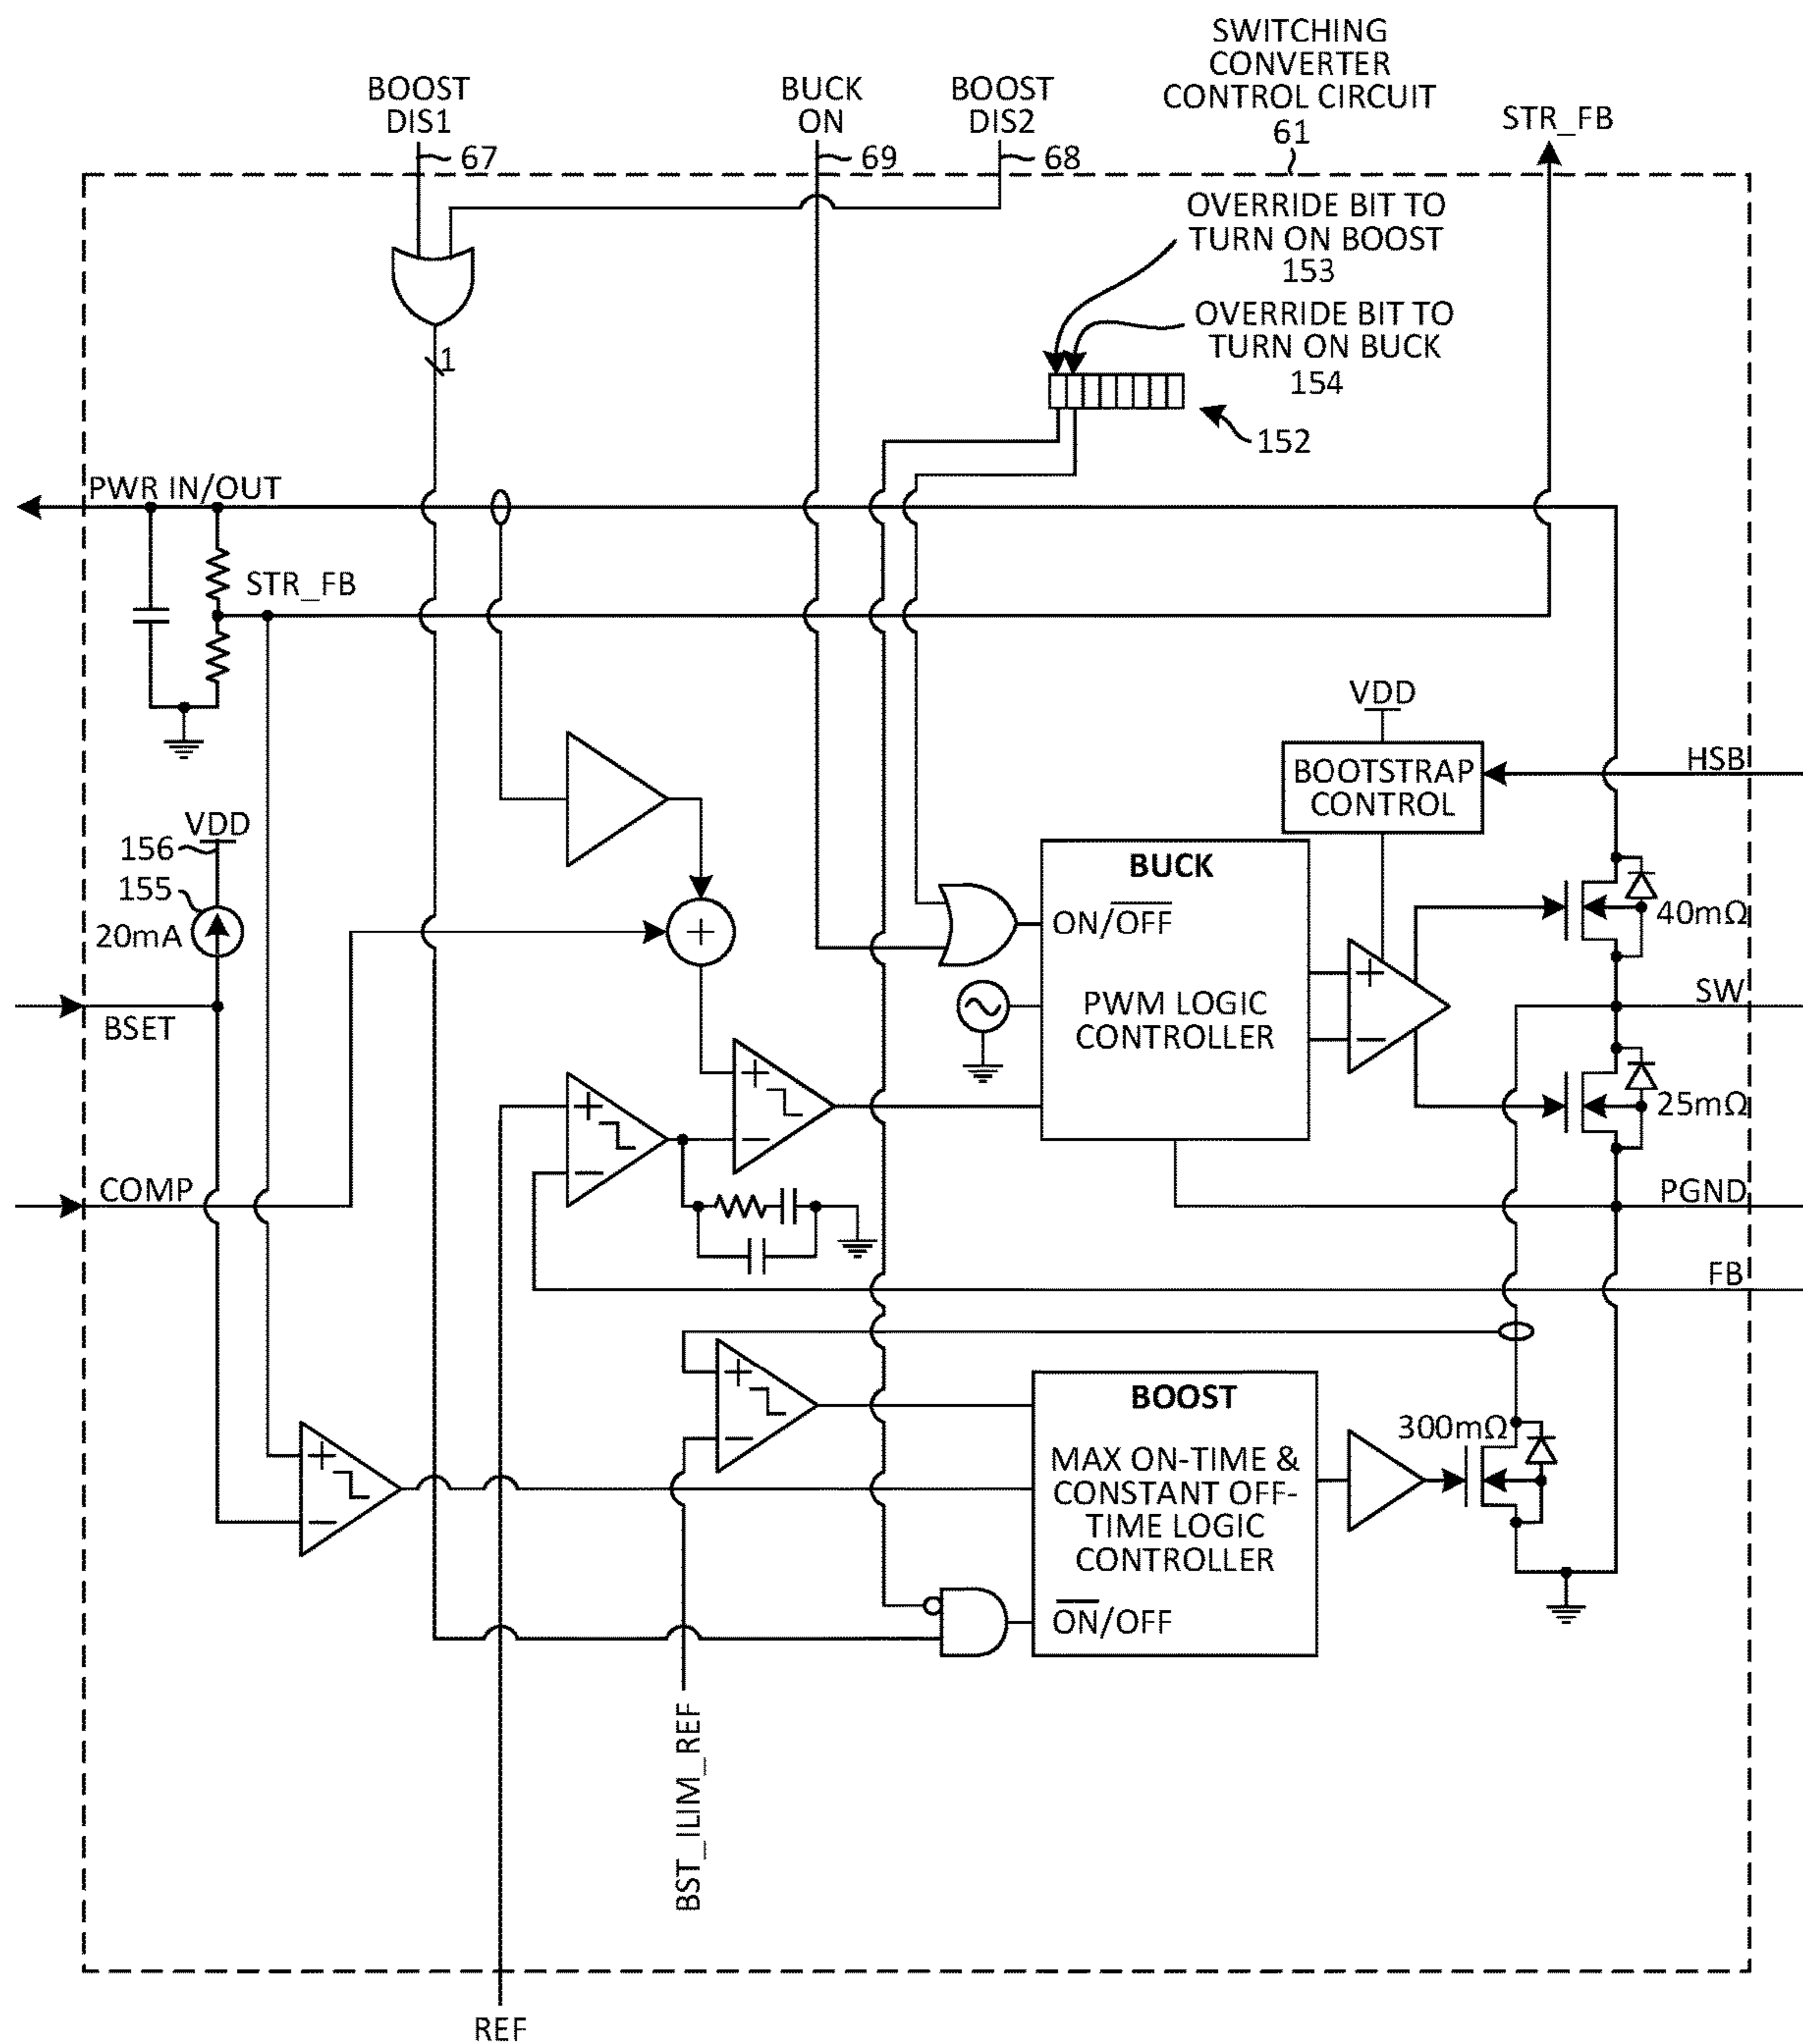 SWITCHING
CONVERTER
CONTROL CIRCUIT
61
BOOST
DIS1
67
BUCK
ON
69
BOOST
DIS2
68
STR_FB
OVERRIDE BIT TO
TURN ON BOOST
153
OVERRIDE BIT TO
TURN ON BUCK
154
152
1
PWR IN/OUT
STR_FB
VDD
BOOTSTRAP
CONTROL
HSB
VDD
156
155
20mA
BSET
+
BUCK
ON/OFF
PWM LOGIC
CONTROLLER
+
−
40mΩ
SW
25mΩ
+
−
+
−
COMP
PGND
FB
+
−
BOOST
MAX ON-TIME &
CONSTANT OFF-
TIME LOGIC
CONTROLLER
ON/OFF
300mΩ
+
−
BST_ILIM_REF
REF